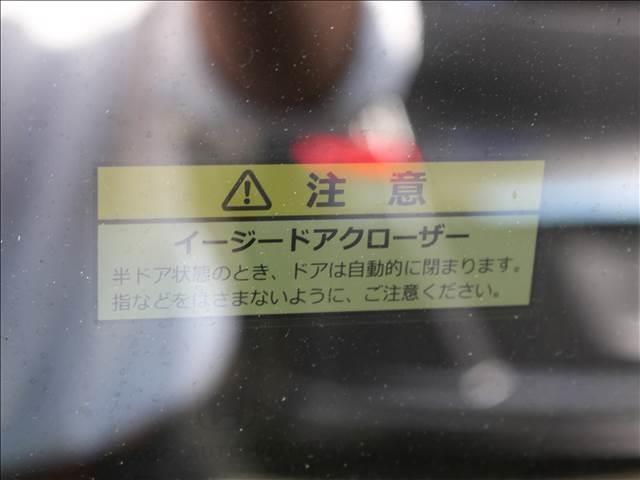 ⚠ 注 意
イージードアクローザー
半ドア状態のとき、ドアは自動的に閉まります。
指などをはさまないように、ご注意ください。